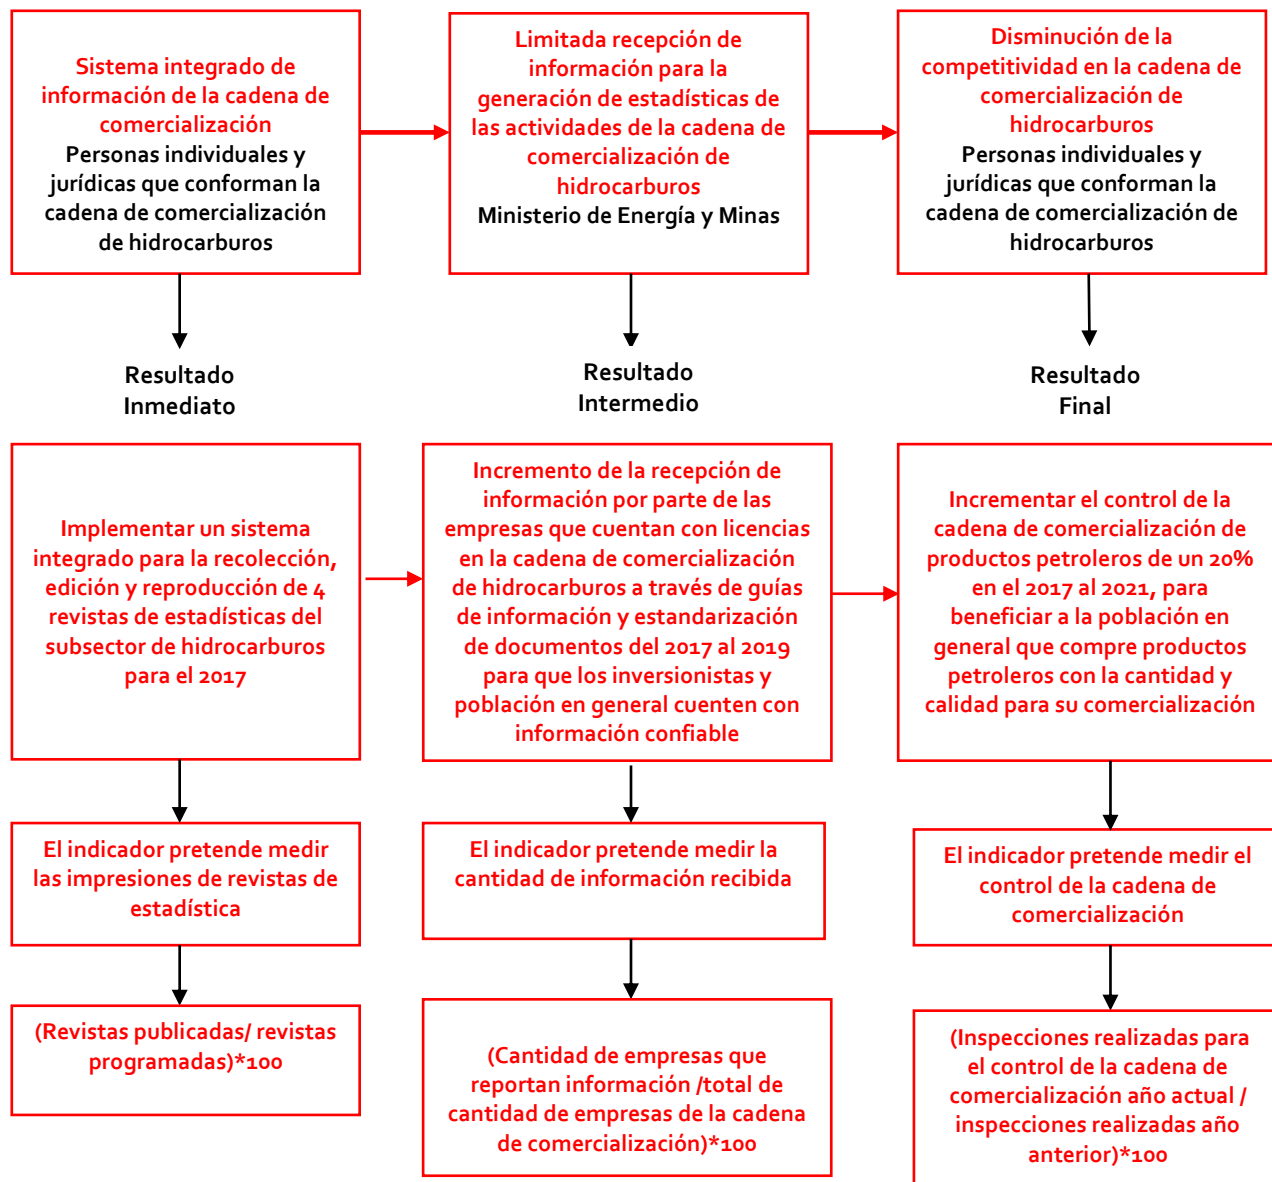 Sistema integrado de
información de la cadena de
comercialización
Personas individuales y
jurídicas que conforman la
cadena de comercialización
de hidrocarburos
Limitada recepción de
información para la
generación de estadísticas de
las actividades de la cadena de
comercialización de
hidrocarburos
Ministerio de Energía y Minas
Disminución de la
competitividad en la cadena de
comercialización de
hidrocarburos
Personas individuales y
jurídicas que conforman la
cadena de comercialización de
hidrocarburos
Resultado
Inmediato
Resultado
Intermedio
Resultado
Final
Implementar un sistema
integrado para la recolección,
edición y reproducción de 4
revistas de estadísticas del
subsector de hidrocarburos
para el 2017
Incremento de la recepción de
información por parte de las
empresas que cuentan con licencias
en la cadena de comercialización
de hidrocarburos a través de guías
de información y estandarización
de documentos del 2017 al 2019
para que los inversionistas y
población en general cuenten con
información confiable
Incrementar el control de la
cadena de comercialización de
productos petroleros de un 20%
en el 2017 al 2021, para
beneficiar a la población en
general que compre productos
petroleros con la cantidad y
calidad para su comercialización
El indicador pretende medir
las impresiones de revistas de
estadística
El indicador pretende medir la
cantidad de información recibida
El indicador pretende medir el
control de la cadena de
comercialización
(Revistas publicadas/ revistas
programadas)*100
(Cantidad de empresas que
reportan información /total de
cantidad de empresas de la cadena
de comercialización)*100
(Inspecciones realizadas para
el control de la cadena de
comercialización año actual /
inspecciones realizadas año
anterior)*100